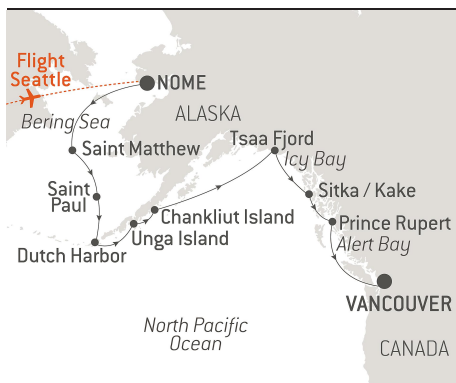 Flight
Seattle
NOME
ALASKA
Bering Sea
Saint Matthew
Tsaa Fjord
Icy Bay
Saint
Paul
Sitka / Kake
Chankliut Island
Prince Rupert
Unga Island
Alert Bay
Dutch Harbor
VANCOUVER
North Pacific
Ocean
CANADA